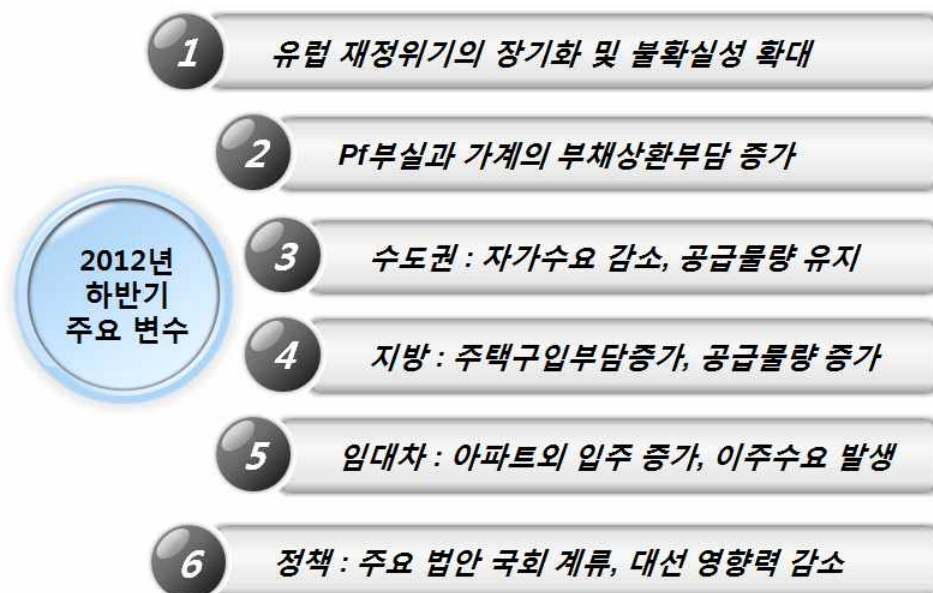 1
유럽 재정위기의 장기화 및 불확실성 확대
2
Pf부실과 가계의 부채상환부담 증가
2012년
하반기
주요 변수
3
수도권 : 자가수요 감소, 공급물량 유지
4
지방 : 주택구입부담증가, 공급물량 증가
5
임대차 : 아파트외 입주 증가, 이주수요 발생
6
정책 : 주요 법안 국회 계류, 대선 영향력 감소